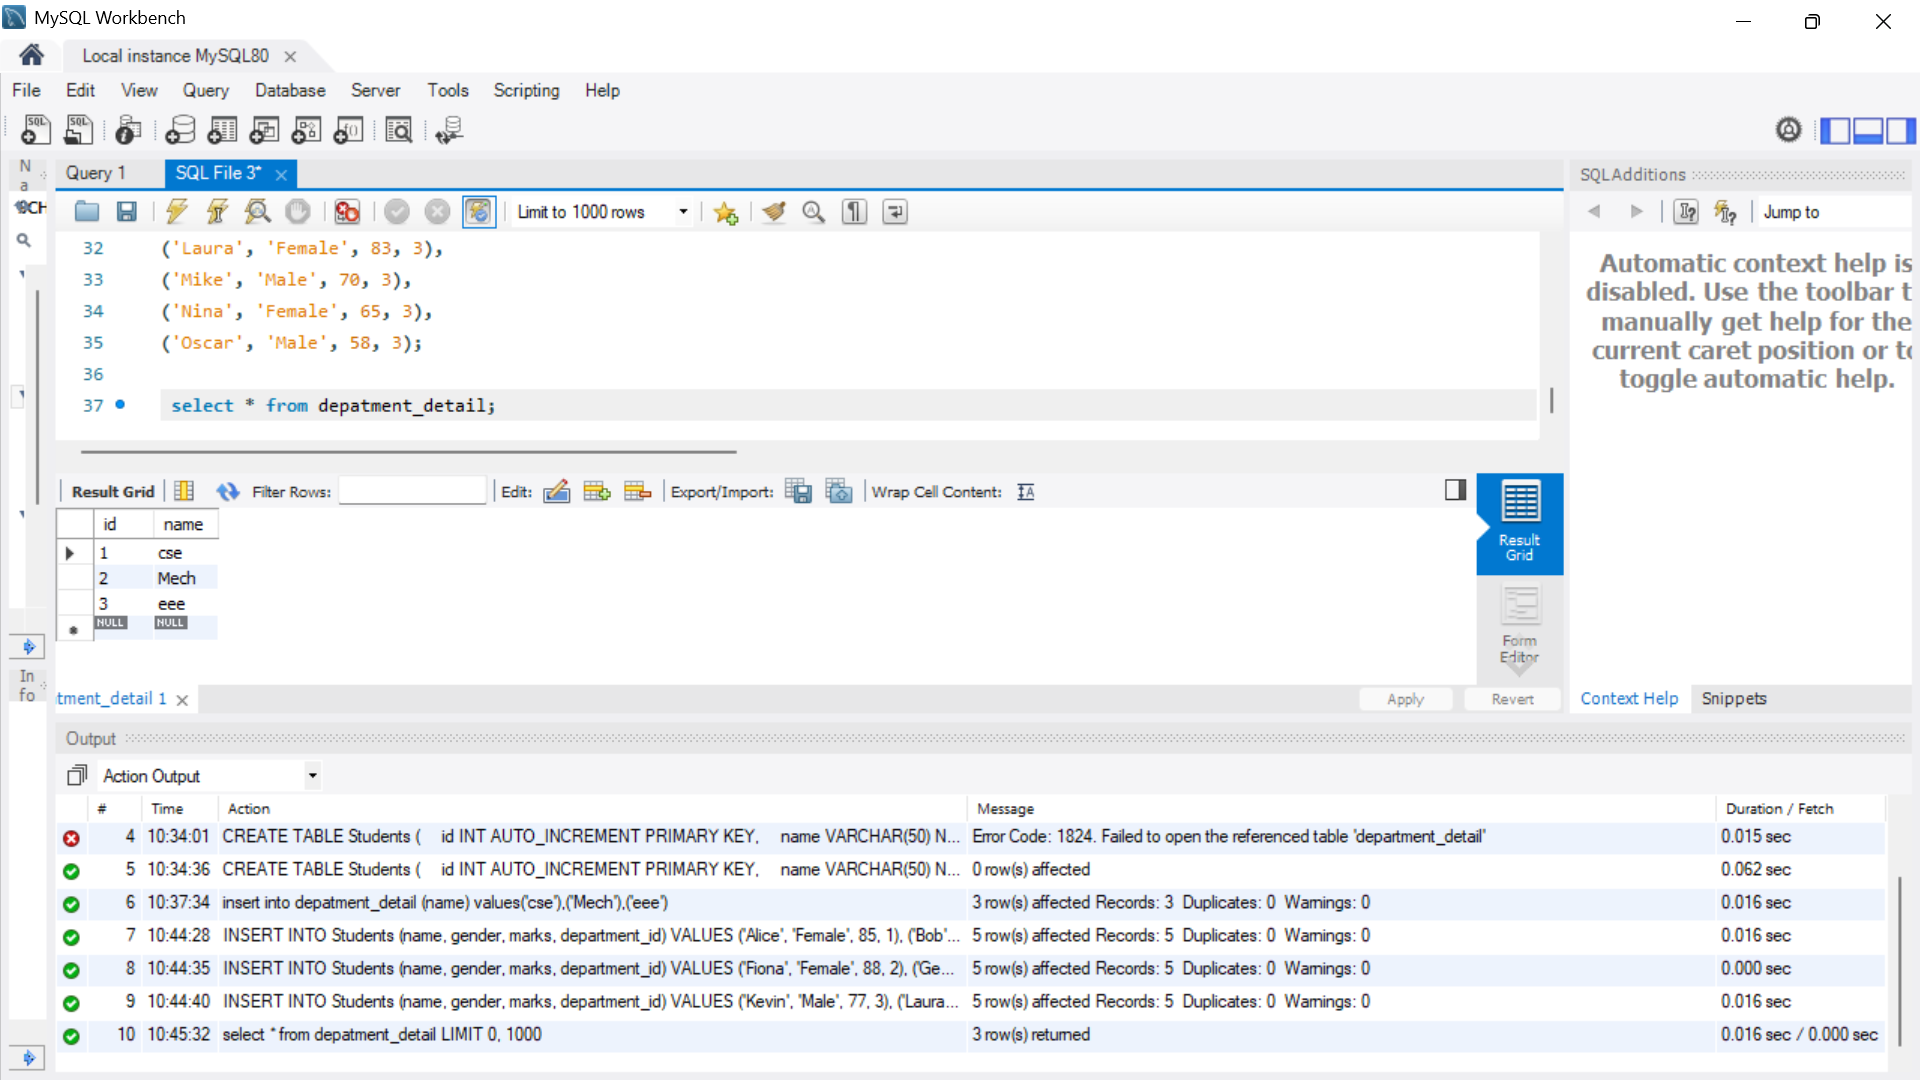 MySQL Workbench
Local instance MySQL80
File Edit View Query Database Server Tools Scripting Help
Query 1
SQL File 3*
SQLAdditions
Limit to 1000 rows
Jump to
32 ('Laura', 'Female', 83, 3),
33 ('Mike', 'Male', 70, 3),
34 ('Nina', 'Female', 65, 3),
35 ('Oscar', 'Male', 58, 3);
36
37 select * from depatment_detail;
Automatic context help is
disabled. Use the toolbar t
manually get help for the
current caret position or to
toggle automatic help.
Result Grid Filter Rows: Edit: Export/Import: Wrap Cell Content:
id name
1 cse
2 Mech
3 eee
NULL NULL
Result
Grid
Form
Editor
In
fo
tment_detail 1
Apply
Revert
Context Help
Snippets
Output
Action Output
# Time Action Message Duration / Fetch
4 10:34:01 CREATE TABLE Students ( id INT AUTO_INCREMENT PRIMARY KEY, name VARCHAR(50) N... Error Code: 1824. Failed to open the referenced table 'department_detail' 0.015 sec
5 10:34:36 CREATE TABLE Students ( id INT AUTO_INCREMENT PRIMARY KEY, name VARCHAR(50) N... 0 row(s) affected 0.062 sec
6 10:37:34 insert into depatment_detail (name) values('cse'),('Mech'),('eee') 3 row(s) affected Records: 3 Duplicates: 0 Warnings: 0 0.016 sec
7 10:44:28 INSERT INTO Students (name, gender, marks, department_id) VALUES ('Alice', 'Female', 85, 1), ('Bob'... 5 row(s) affected Records: 5 Duplicates: 0 Warnings: 0 0.016 sec
8 10:44:35 INSERT INTO Students (name, gender, marks, department_id) VALUES ('Fiona', 'Female', 88, 2), ('Ge... 5 row(s) affected Records: 5 Duplicates: 0 Warnings: 0 0.000 sec
9 10:44:40 INSERT INTO Students (name, gender, marks, department_id) VALUES ('Kevin', 'Male', 77, 3), ('Laura... 5 row(s) affected Records: 5 Duplicates: 0 Warnings: 0 0.016 sec
10 10:45:32 select * from depatment_detail LIMIT 0, 1000 3 row(s) returned 0.016 sec / 0.000 sec